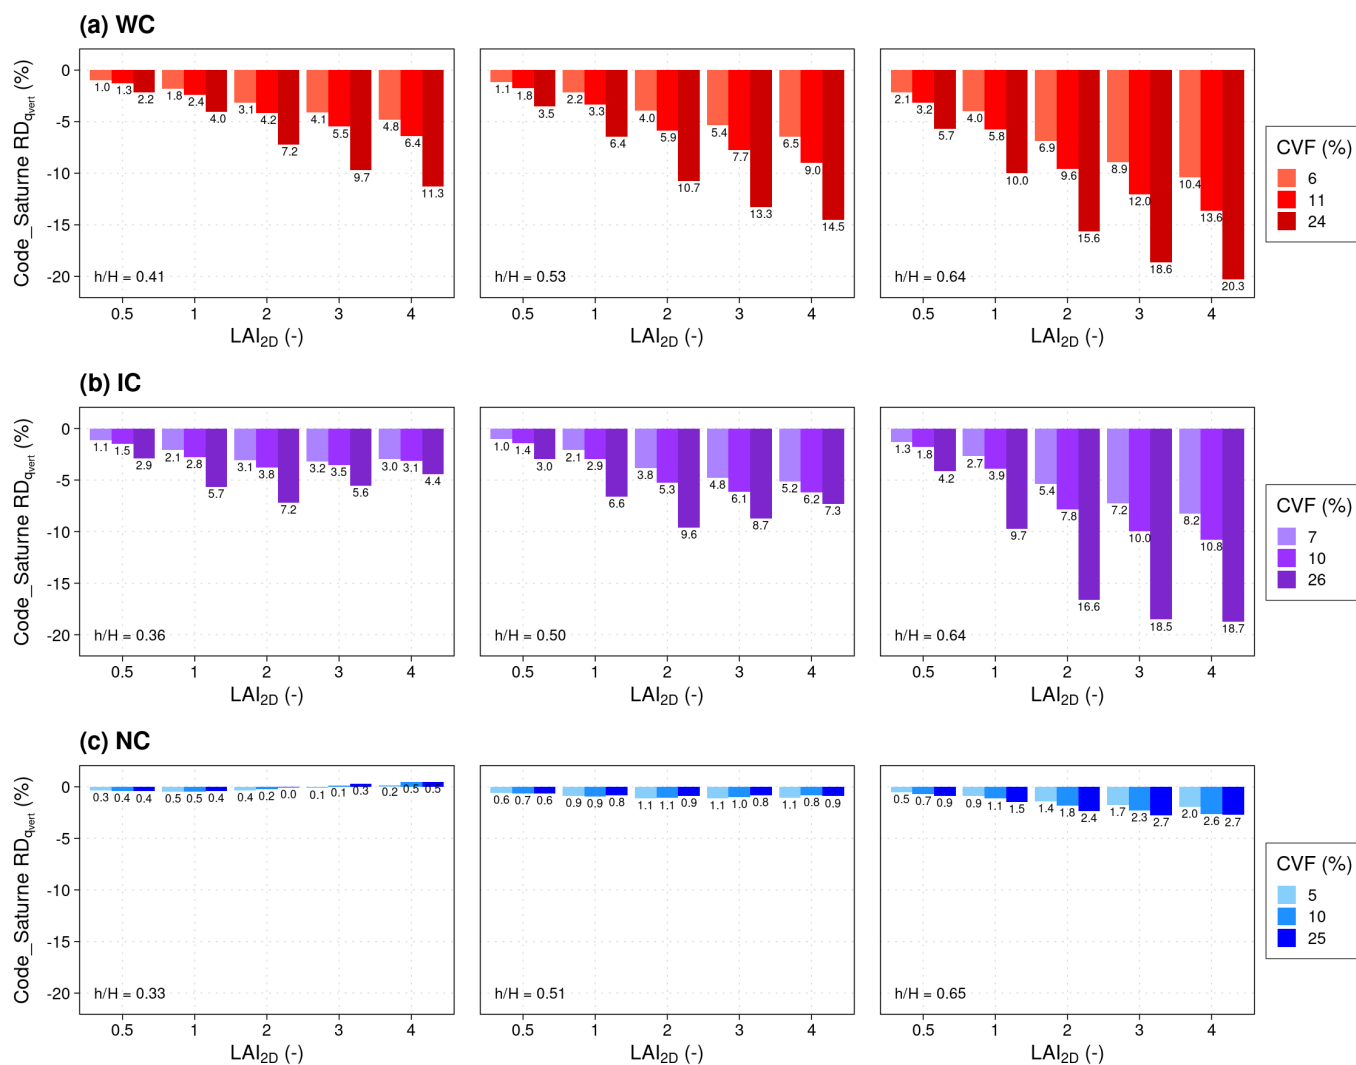 (a) WC
Code_Saturne RD_qvert (%)
0
-5
-10
-15
-20
1.0 1.3 2.2 1.8 2.4 4.0 3.1 4.2 7.2 4.1 5.5 9.7 4.8 6.4 11.3
h/H = 0.41
0.5 1 2 3 4
LAI2D (-)
1.1 1.8 3.5 2.2 3.3 6.4 4.0 5.9 10.7 5.4 7.7 13.3 6.5 9.0 14.5
h/H = 0.53
0.5 1 2 3 4
LAI2D (-)
2.1 3.2 5.7 4.0 5.8 10.0 6.9 9.6 15.6 8.9 12.0 18.6 10.4 13.6 20.3
h/H = 0.64
0.5 1 2 3 4
LAI2D (-)
CVF (%)
6
11
24
(b) IC
Code_Saturne RD_qvert (%)
0
-5
-10
-15
-20
1.1 1.5 2.9 2.1 2.8 5.7 3.1 3.8 7.2 3.2 3.5 5.6 3.0 3.1 4.4
h/H = 0.36
0.5 1 2 3 4
LAI2D (-)
1.0 1.4 3.0 2.1 2.9 6.6 3.8 5.3 9.6 4.8 6.1 8.7 5.2 6.2 7.3
h/H = 0.50
0.5 1 2 3 4
LAI2D (-)
1.3 1.8 4.2 2.7 3.9 9.7 5.4 7.8 16.6 7.2 10.0 18.5 8.2 10.8 18.7
h/H = 0.64
0.5 1 2 3 4
LAI2D (-)
CVF (%)
7
10
26
(c) NC
Code_Saturne RD_qvert (%)
0
-5
-10
-15
-20
0.3 0.4 0.4 0.5 0.5 0.4 0.4 0.2 0.0 0.1 0.1 0.3 0.2 0.5 0.5
h/H = 0.33
0.5 1 2 3 4
LAI2D (-)
0.6 0.7 0.6 0.9 0.9 0.8 1.1 1.1 0.9 1.1 1.0 0.8 1.1 0.8 0.9
h/H = 0.51
0.5 1 2 3 4
LAI2D (-)
0.5 0.7 0.9 0.9 1.1 1.5 1.4 1.8 2.4 1.7 2.3 2.7 2.0 2.6 2.7
h/H = 0.65
0.5 1 2 3 4
LAI2D (-)
CVF (%)
5
10
25